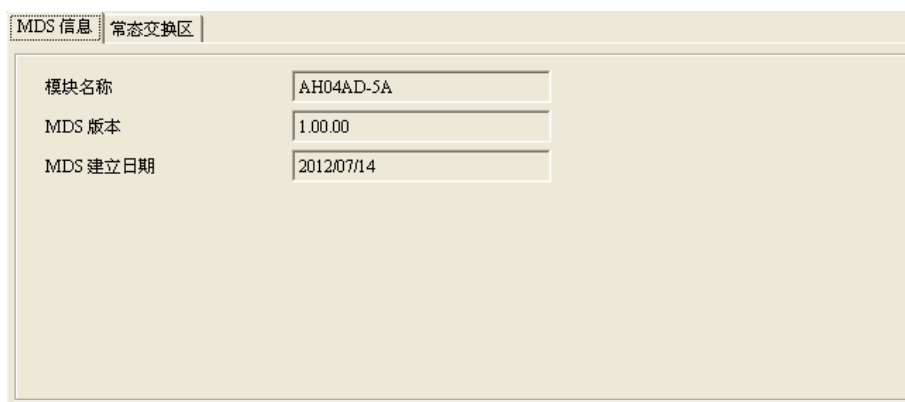 MDS 信息 常态交换区
模块名称 AH04AD-5A
MDS 版本 1.00.00
MDS 建立日期 2012/07/14